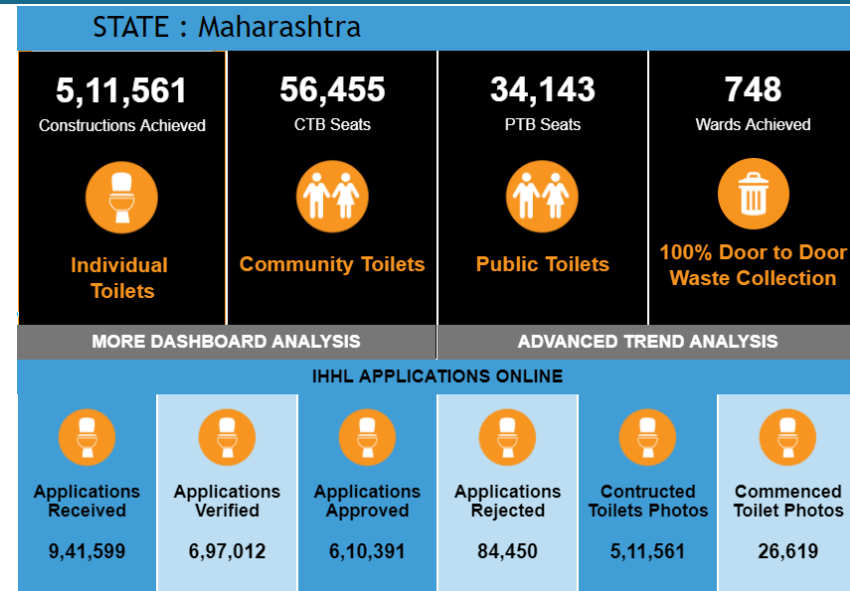 STATE : Maharashtra
5,11,561
Constructions Achieved
Individual
Toilets
56,455
CTB Seats
Community Toilets
34,143
PTB Seats
Public Toilets
748
Wards Achieved
100% Door to Door
Waste Collection
MORE DASHBOARD ANALYSIS
ADVANCED TREND ANALYSIS
IHHL APPLICATIONS ONLINE
Applications
Received
9,41,599
Applications
Verified
6,97,012
Applications
Approved
6,10,391
Applications
Rejected
84,450
Contructed
Toilets Photos
5,11,561
Commenced
Toilet Photos
26,619